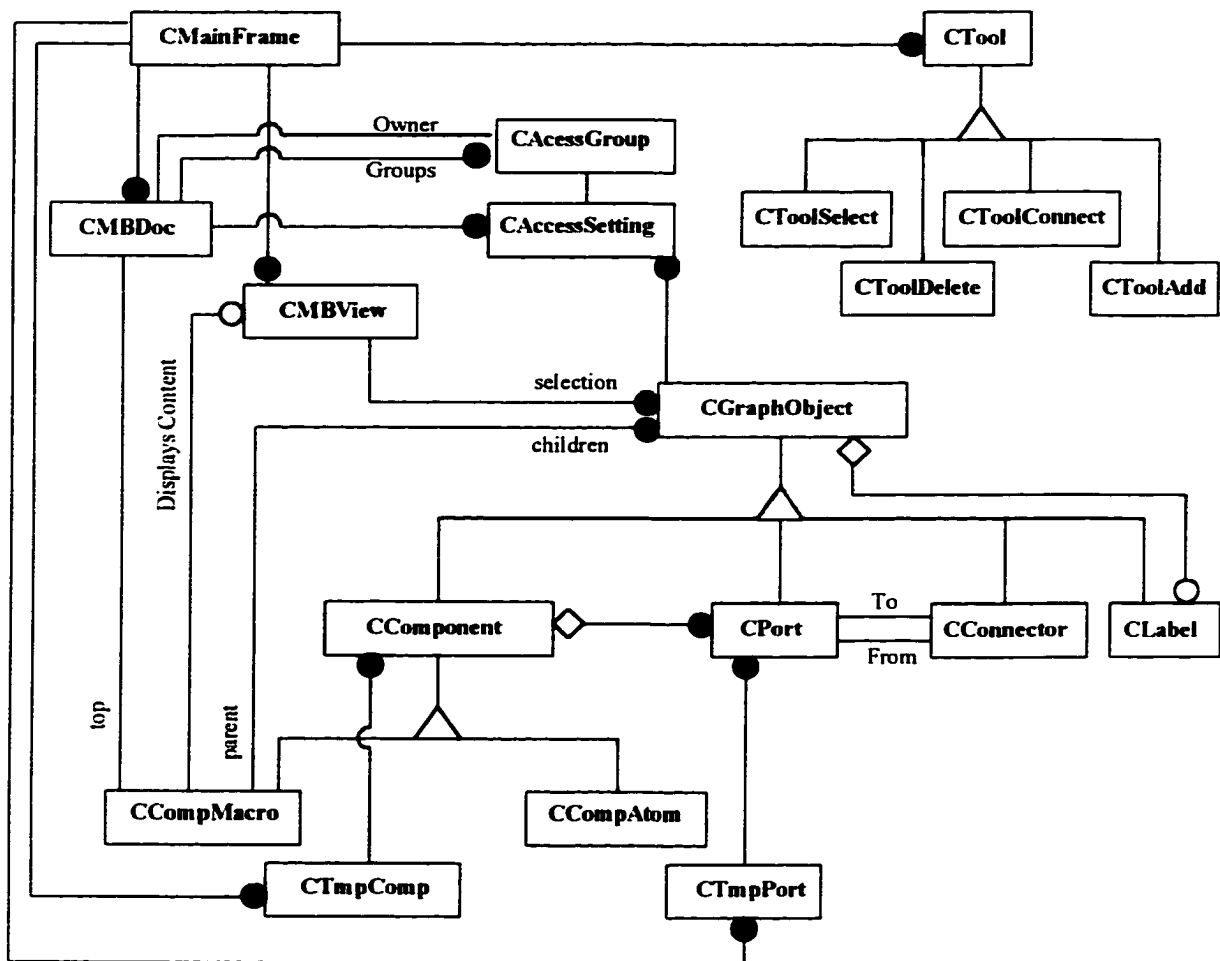 CMainFrame
CTool
Owner
CAcessGroup
Groups
CToolSelect
CToolConnect
CMBDoc
CAccessSetting
CToolDelete
CToolAdd
CMBView
Displays Content
selection
CGraphObject
children
To
CComponent
CPort
CConnector
CLabel
From
top
parent
CCompMacro
CCompAtom
CTmpComp
CTmpPort